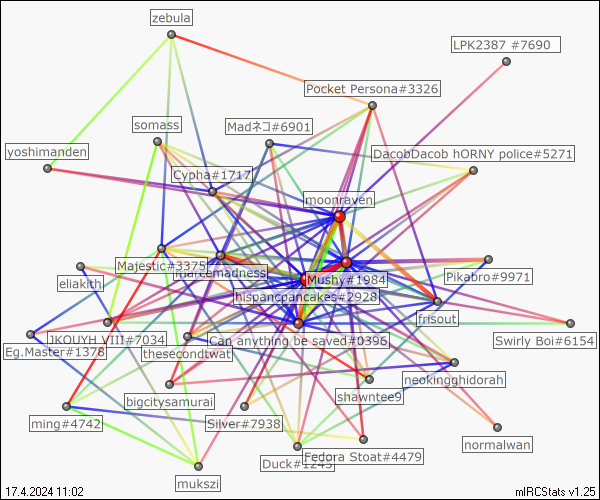 zebula
LPK2387 #7690
Pocket Persona#3326
somass
Madネコ#6901
yoshimanden
DacobDacob hORNY police#5271
Cypha#1717
moonraven
Majestic#3375
marcemadness
Mushy#1984
eliaklth
Pikabro#9971
hispancpancakes#2928
frisout
JKOUYH VIII#7034
Can anything be saved#0395
Swirly Boi#6154
Eg.Master#1378
thesecondtwat
neokingghidorah
bigcitysamurai
shawntee9
ming#4742
Silver#7938
normalwan
Duck#1245
Fedora Stoat#4479
mukszi
17.4.2024 11:02
mIRCStats v1.25